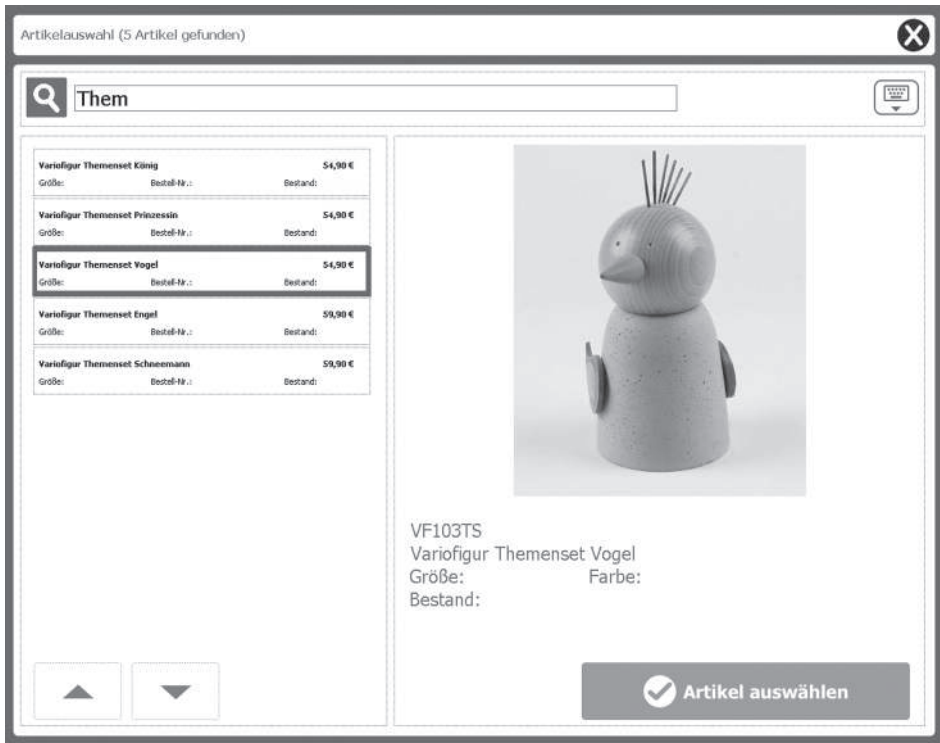 Artikelauswahl (5 Artikel gefunden)
Them
Variofigur Themenset König 54,90 €
Größe: Bestell-Nr.: Bestand:
Variofigur Themenset Prinzessin 54,90 €
Größe: Bestell-Nr.: Bestand:
Variofigur Themenset Vogel 54,90 €
Größe: Bestell-Nr.: Bestand:
Variofigur Themenset Engel 59,90 €
Größe: Bestell-Nr.: Bestand:
Variofigur Themenset Schneemann 59,90 €
Größe: Bestell-Nr.: Bestand:
VF103TS
Variofigur Themenset Vogel
Größe: Farbe:
Bestand:
Artikel auswählen